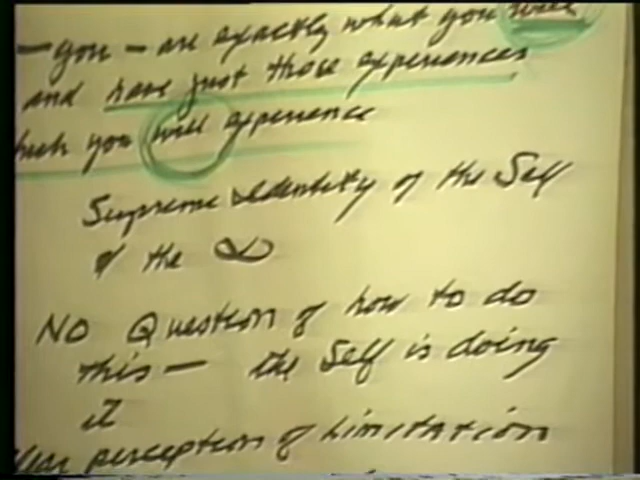 — you — are exactly what you will
and have just those experiences
you will experience
Supreme Identity of the Self
of the ∞
NO Question of how to do
this — the Self is doing
it
perception of limitation